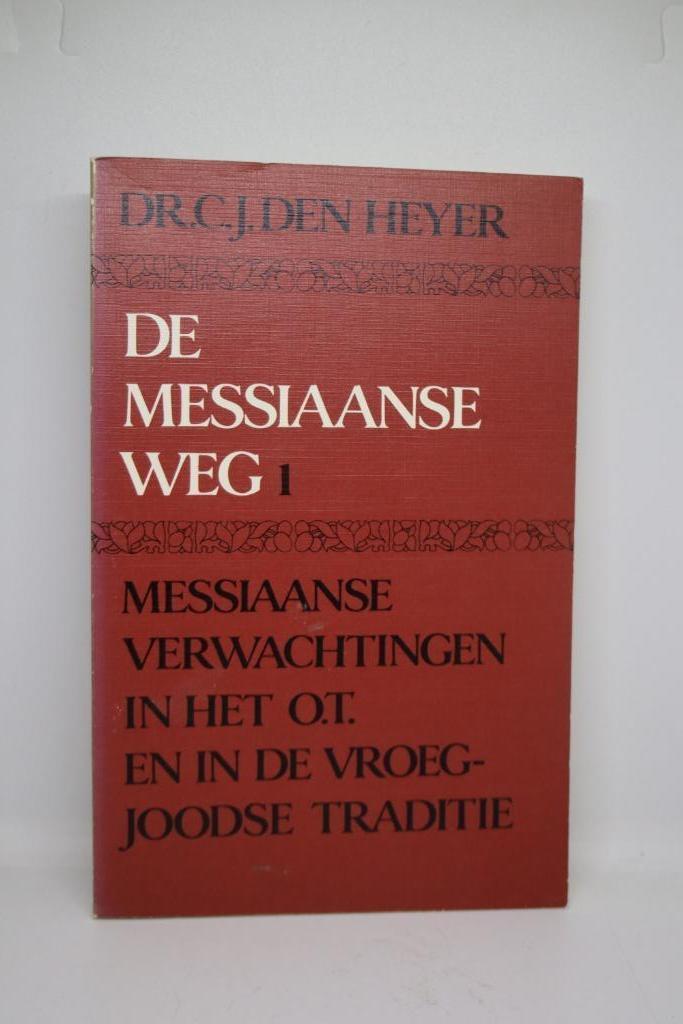 DR.C.J.DEN HEYER
DE
MESSIAANSE
WEG 1
MESSIAANSE
VERWACHTINGEN
IN HET O.T.
EN IN DE VROEG-
JOODSE TRADITIE